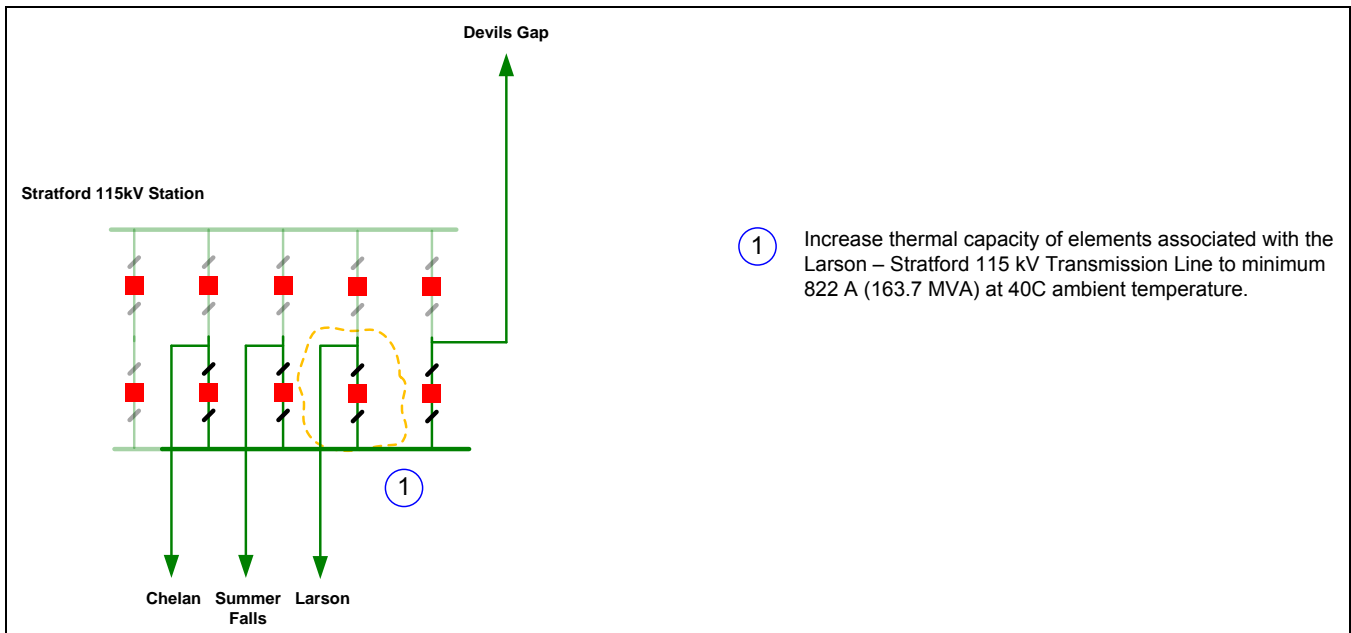 Devils Gap
Stratford 115kV Station
1
Increase thermal capacity of elements associated with the
Larson – Stratford 115 kV Transmission Line to minimum
822 A (163.7 MVA) at 40C ambient temperature.
1
Chelan
Summer
Falls
Larson